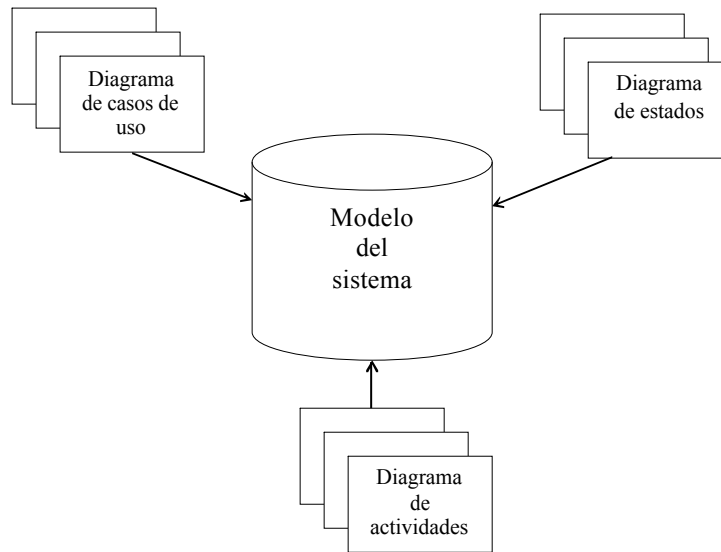 Diagrama
de casos de
uso
Diagrama
de estados
Modelo
del
sistema
Diagrama
de
actividades